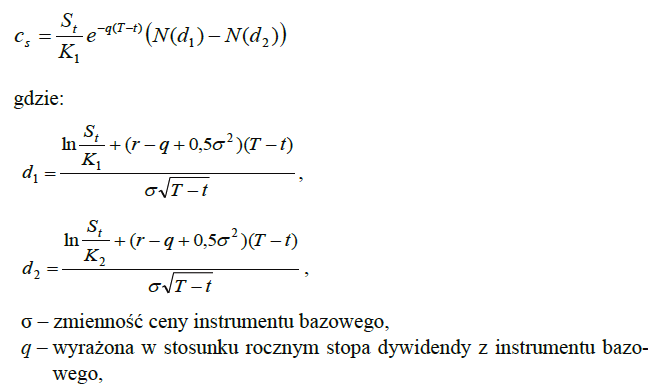 c_s = \frac{S_t}{K_1} e^{-q(T-t)} (N(d_1) - N(d_2))
gdzie:
d_1 = \frac{\ln \frac{S_t}{K_1} + (r - q + 0,5\sigma^2)(T - t)}{\sigma \sqrt{T - t}},
d_2 = \frac{\ln \frac{S_t}{K_2} + (r - q + 0,5\sigma^2)(T - t)}{\sigma \sqrt{T - t}},
σ – zmienność ceny instrumentu bazowego,
q – wyrażona w stosunku rocznym stopa dywidendy z instrumentu bazo-
wego,